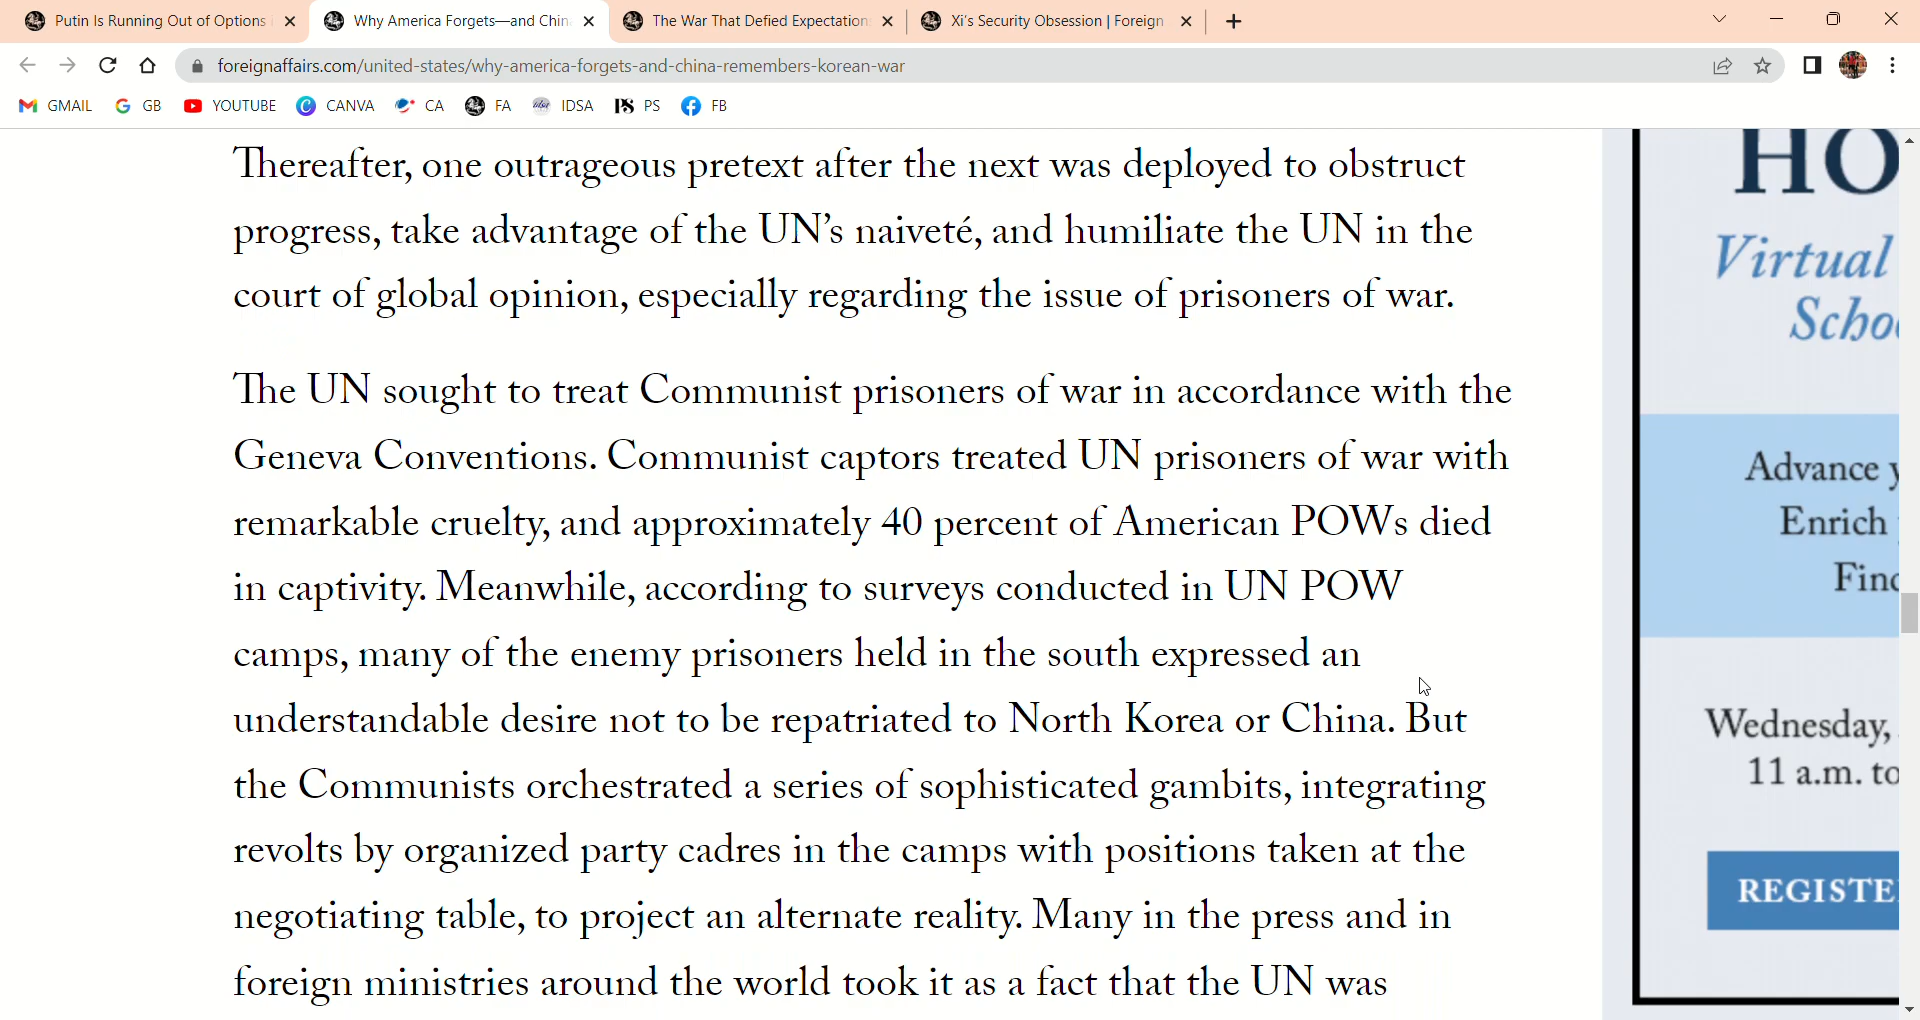 Putin Is Running Out of Options
Why America Forgets—and Chin
The War That Defied Expectation
Xi's Security Obsession | Foreign
foreignaffairs.com/united-states/why-america-forgets-and-china-remembers-korean-war
GMAIL
GB
YOUTUBE
CANVA
CA
FA
IDSA
PS PS
FB
Thereafter, one outrageous pretext after the next was deployed to obstruct
progress, take advantage of the UN’s naiveté, and humiliate the UN in the
court of global opinion, especially regarding the issue of prisoners of war.
The UN sought to treat Communist prisoners of war in accordance with the
Geneva Conventions. Communist captors treated UN prisoners of war with
remarkable cruelty, and approximately 40 percent of American POWs died
in captivity. Meanwhile, according to surveys conducted in UN POW
camps, many of the enemy prisoners held in the south expressed an
understandable desire not to be repatriated to North Korea or China. But
the Communists orchestrated a series of sophisticated gambits, integrating
revolts by organized party cadres in the camps with positions taken at the
negotiating table, to project an alternate reality. Many in the press and in
foreign ministries around the world took it as a fact that the UN was
HO
Virtual
Schoo
Advance y
Enrich
Find
Wednesday,
11 a.m. to
REGISTE